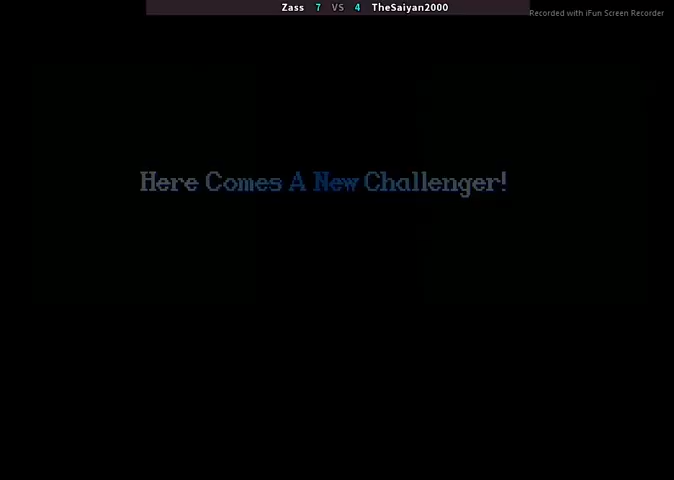 Zass 7 VS 4 TheSaiyan2000
Recorded with iFun Screen Recorder
Here Comes A New Challenger!